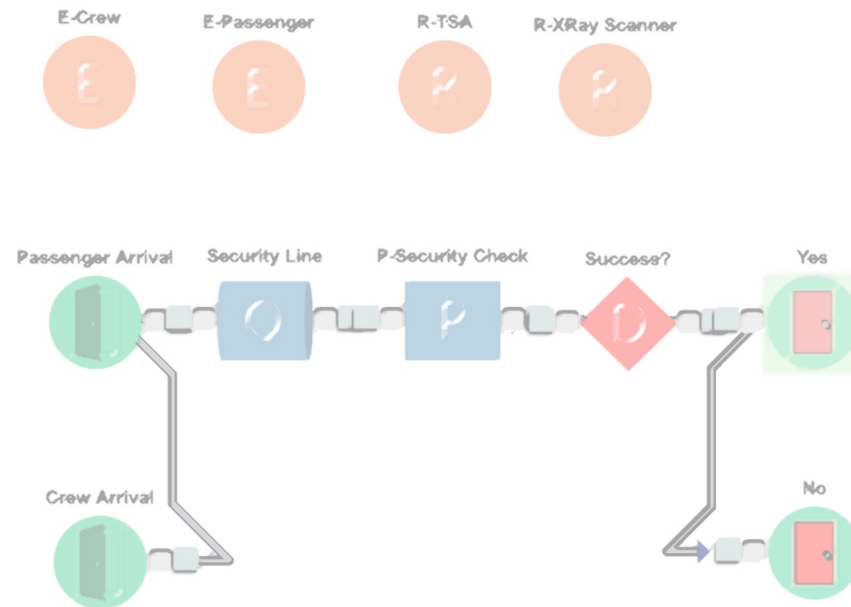 E-Crew
E-Passenger
R-TSA
R-XRay Scanner
E
E
R
R
Passenger Arrival
Security Line
P-Security Check
Success?
Yes
Q
P
D
Crew Arrival
No